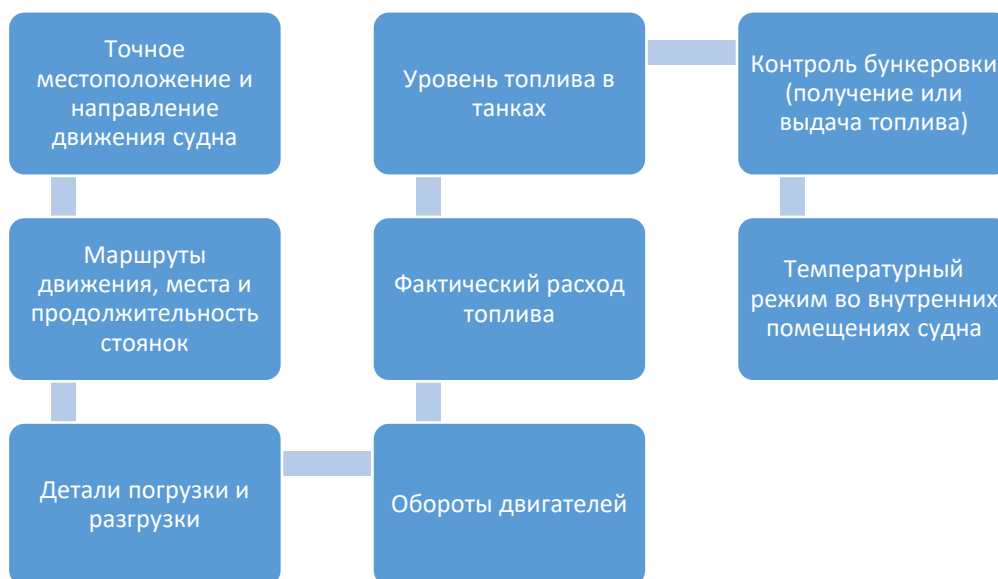 Точное
местоположение и
направление
движения судна
Маршруты
движения, места и
продолжительность
стоянок
Детали погрузки и
разгрузки
Обороты двигателей
Фактический расход
топлива
Уровень топлива в
танках
Контроль бункеровки
(получение или
выдача топлива)
Температурный
режим во внутренних
помещениях судна